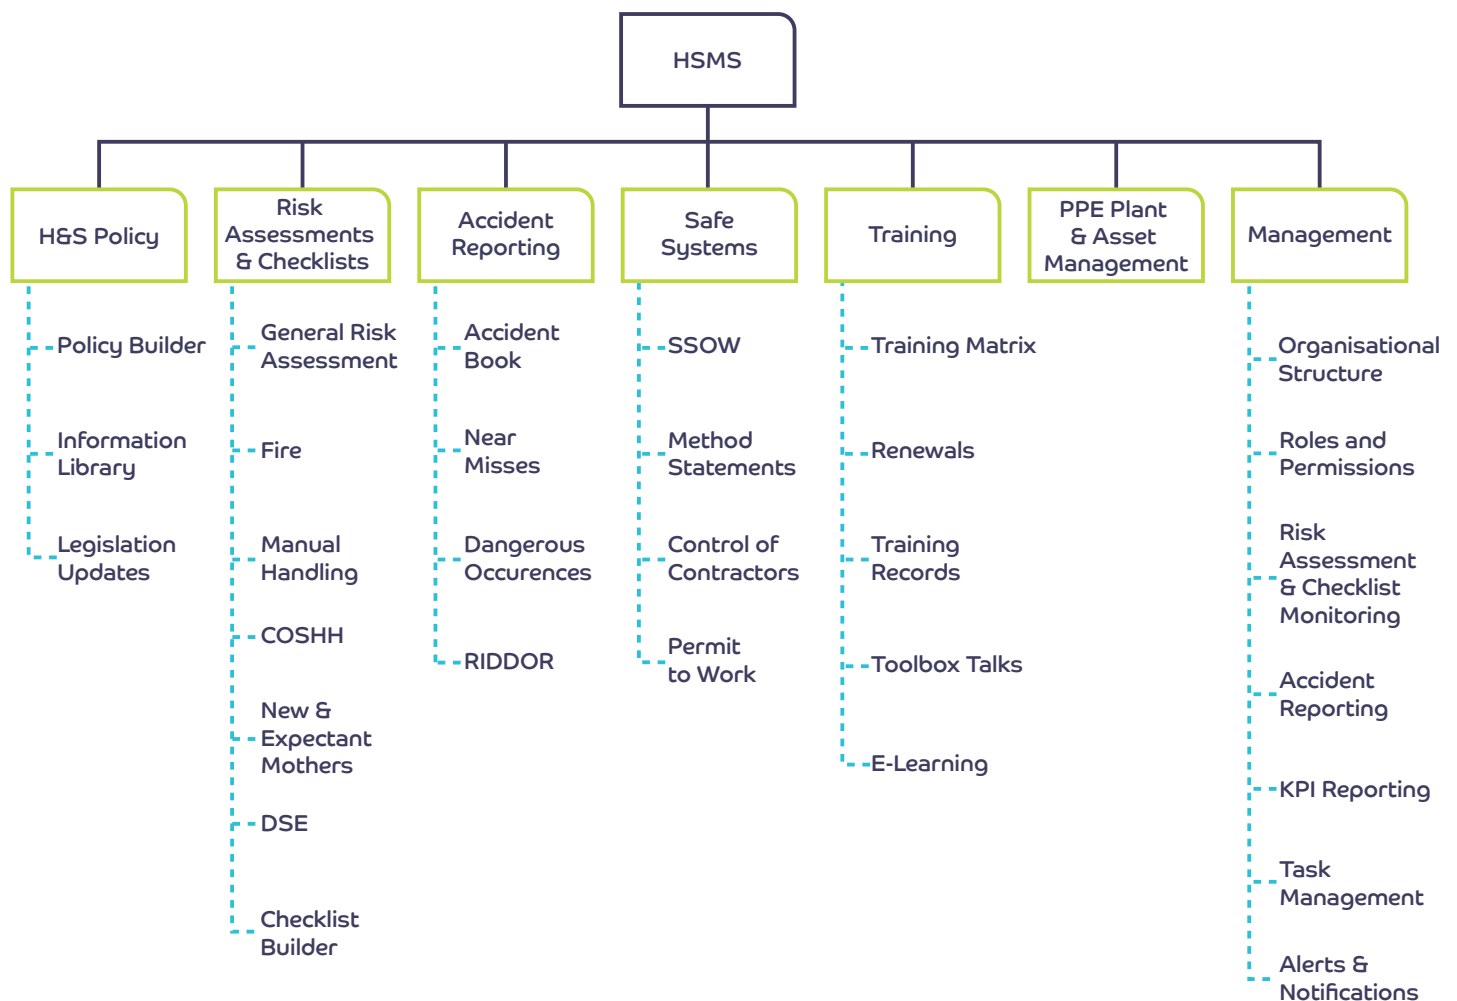 HSMS
H&S Policy
Risk
Assessments
& Checklists
Accident
Reporting
Safe
Systems
Training
PPE Plant
& Asset
Management
Management
Policy Builder
Information
Library
Legislation
Updates
General Risk
Assessment
Fire
Manual
Handling
COSHH
New &
Expectant
Mothers
DSE
Checklist
Builder
Accident
Book
Near
Misses
Dangerous
Occurences
RIDDOR
SSOW
Method
Statements
Control of
Contractors
Permit
to Work
Training Matrix
Renewals
Training
Records
Toolbox Talks
E-Learning
Organisational
Structure
Roles and
Permissions
Risk
Assessment
& Checklist
Monitoring
Accident
Reporting
KPI Reporting
Task
Management
Alerts &
Notifications